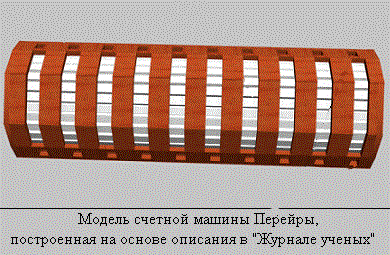 Модель счетной машины Перейры,
построенная на основе описания в "Журнале ученых"